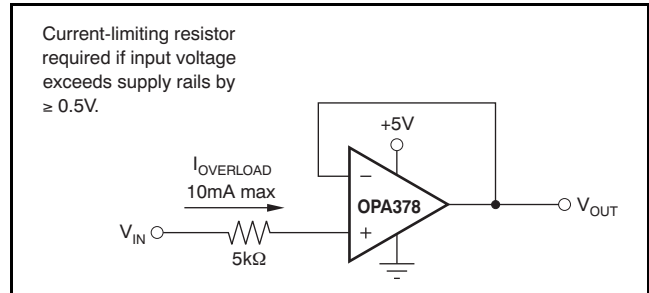 Current-limiting resistor
required if input voltage
exceeds supply rails by
≥ 0.5V.
+5V
I_OVERLOAD
10mA max
−
OPA378
V_OUT
V_IN
+
5kΩ